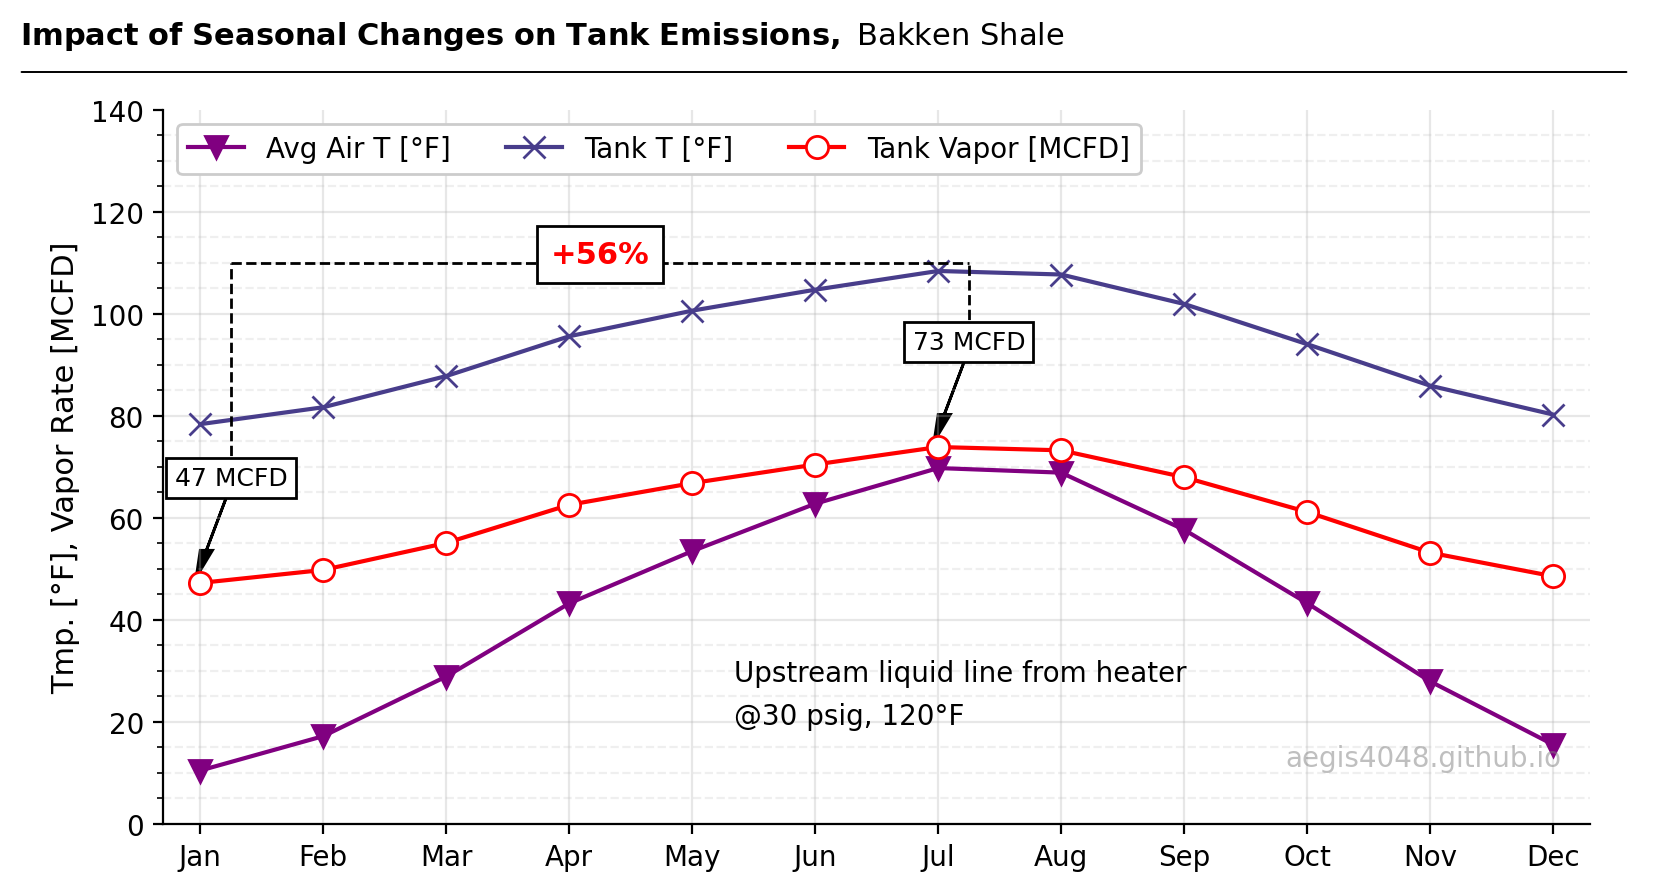 Impact of Seasonal Changes on Tank Emissions, Bakken Shale
Tmp. [°F], Vapor Rate [MCFD]
140
120
100
80
60
40
20
0
Avg Air T [°F] Tank T [°F] Tank Vapor [MCFD]
+56%
73 MCFD
47 MCFD
Upstream liquid line from heater
@30 psig, 120°F
aegis4048.github.io
Jan Feb Mar Apr May Jun Jul Aug Sep Oct Nov Dec